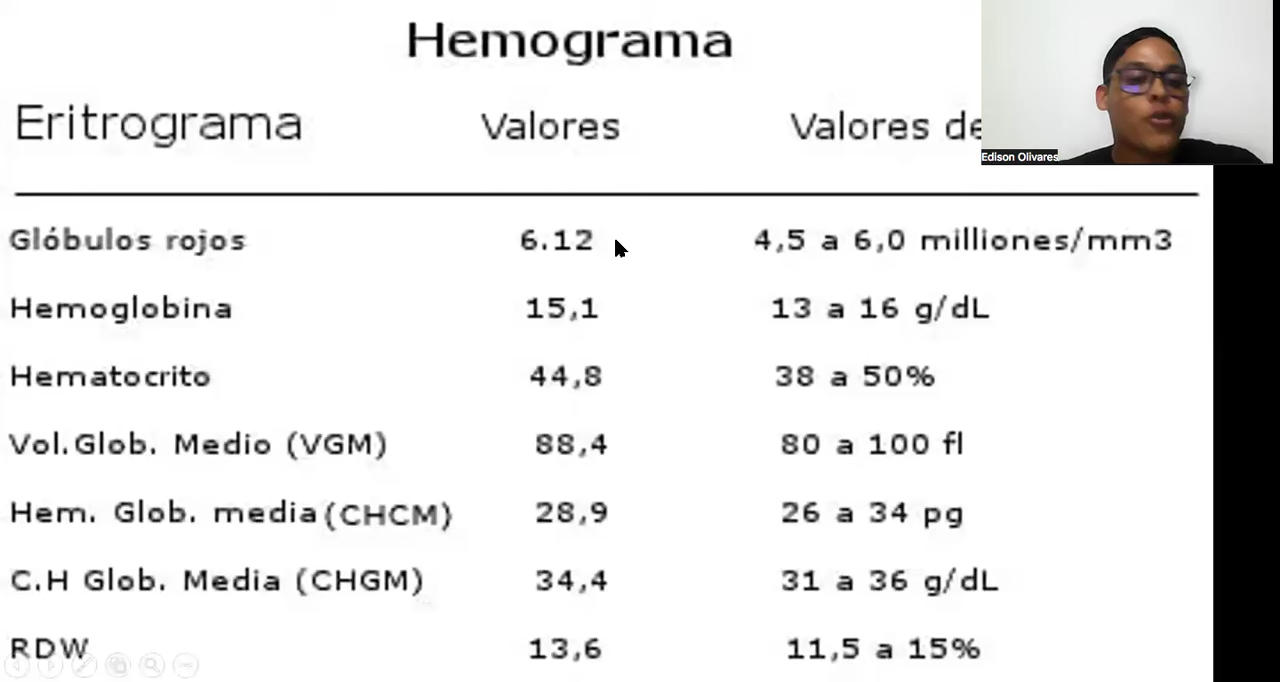 Hemograma
Eritrograma Valores Valores de
Edison Olivares
Glóbulos rojos 6.12 4,5 a 6,0 milliones/mm3
Hemoglobina 15,1 13 a 16 g/dL
Hematocrito 44,8 38 a 50%
Vol.Glob. Medio (VGM) 88,4 80 a 100 fl
Hem. Glob. media (CHCM) 28,9 26 a 34 pg
C.H Glob. Media (CHGM) 34,4 31 a 36 g/dL
RDW 13,6 11,5 a 15%